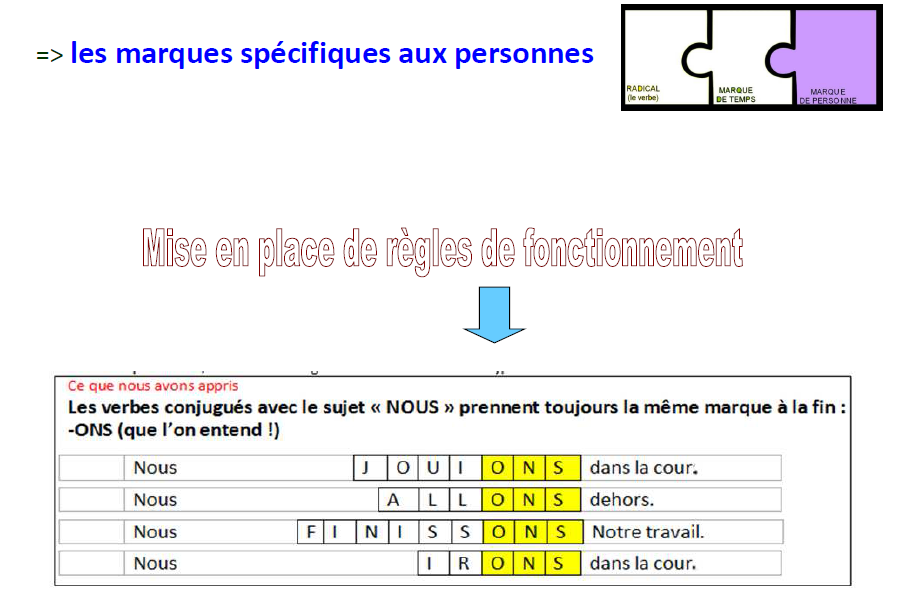 => les marques spécifiques aux personnes
RADICAL
(le verbe)
MARQUE
DE TEMPS
MARQUE
DE PERSONNE
Mise en place de règles de fonctionnement
Ce que nous avons appris
Les verbes conjugués avec le sujet « NOUS » prennent toujours la même marque à la fin :
-ONS (que l'on entend !)
Nous J O U I O N S dans la cour.
Nous A L L O N S dehors.
Nous F I N I S S O N S Notre travail.
Nous I R O N S dans la cour.